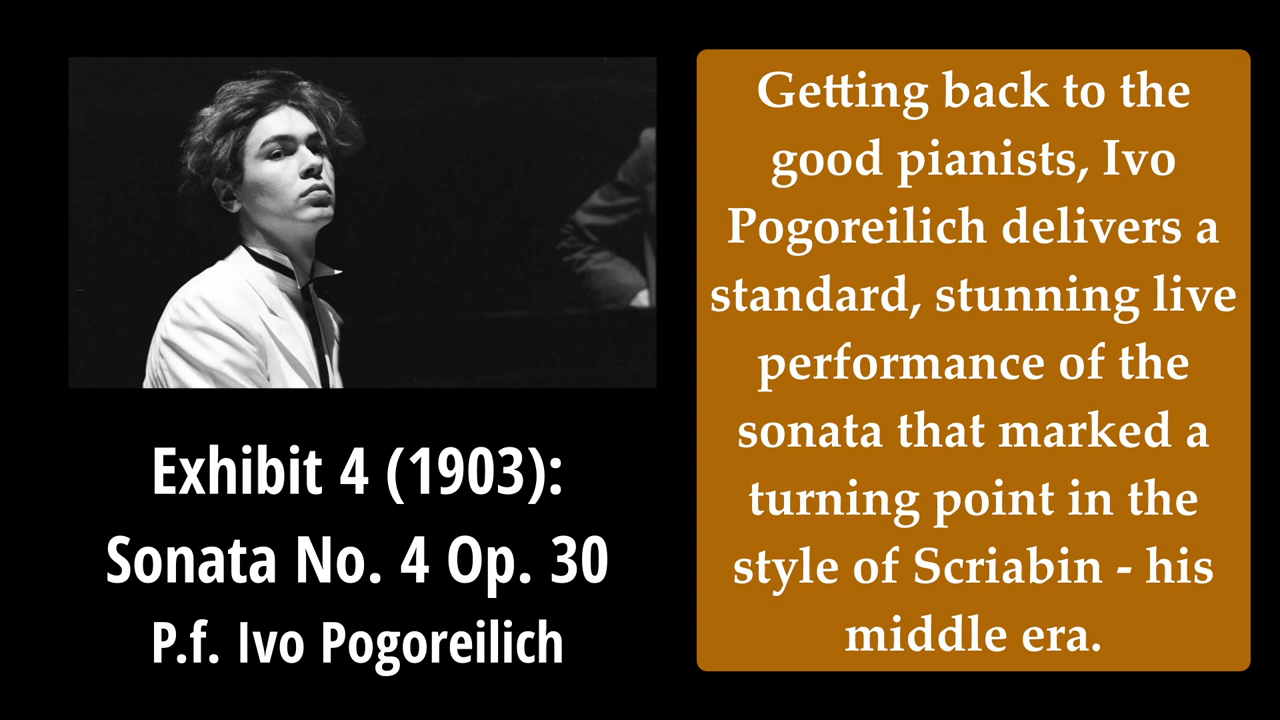 Exhibit 4 (1903):
Sonata No. 4 Op. 30
P.f. Ivo Pogoreilich
Getting back to the
good pianists, Ivo
Pogoreilich delivers a
standard, stunning live
performance of the
sonata that marked a
turning point in the
style of Scriabin - his
middle era.